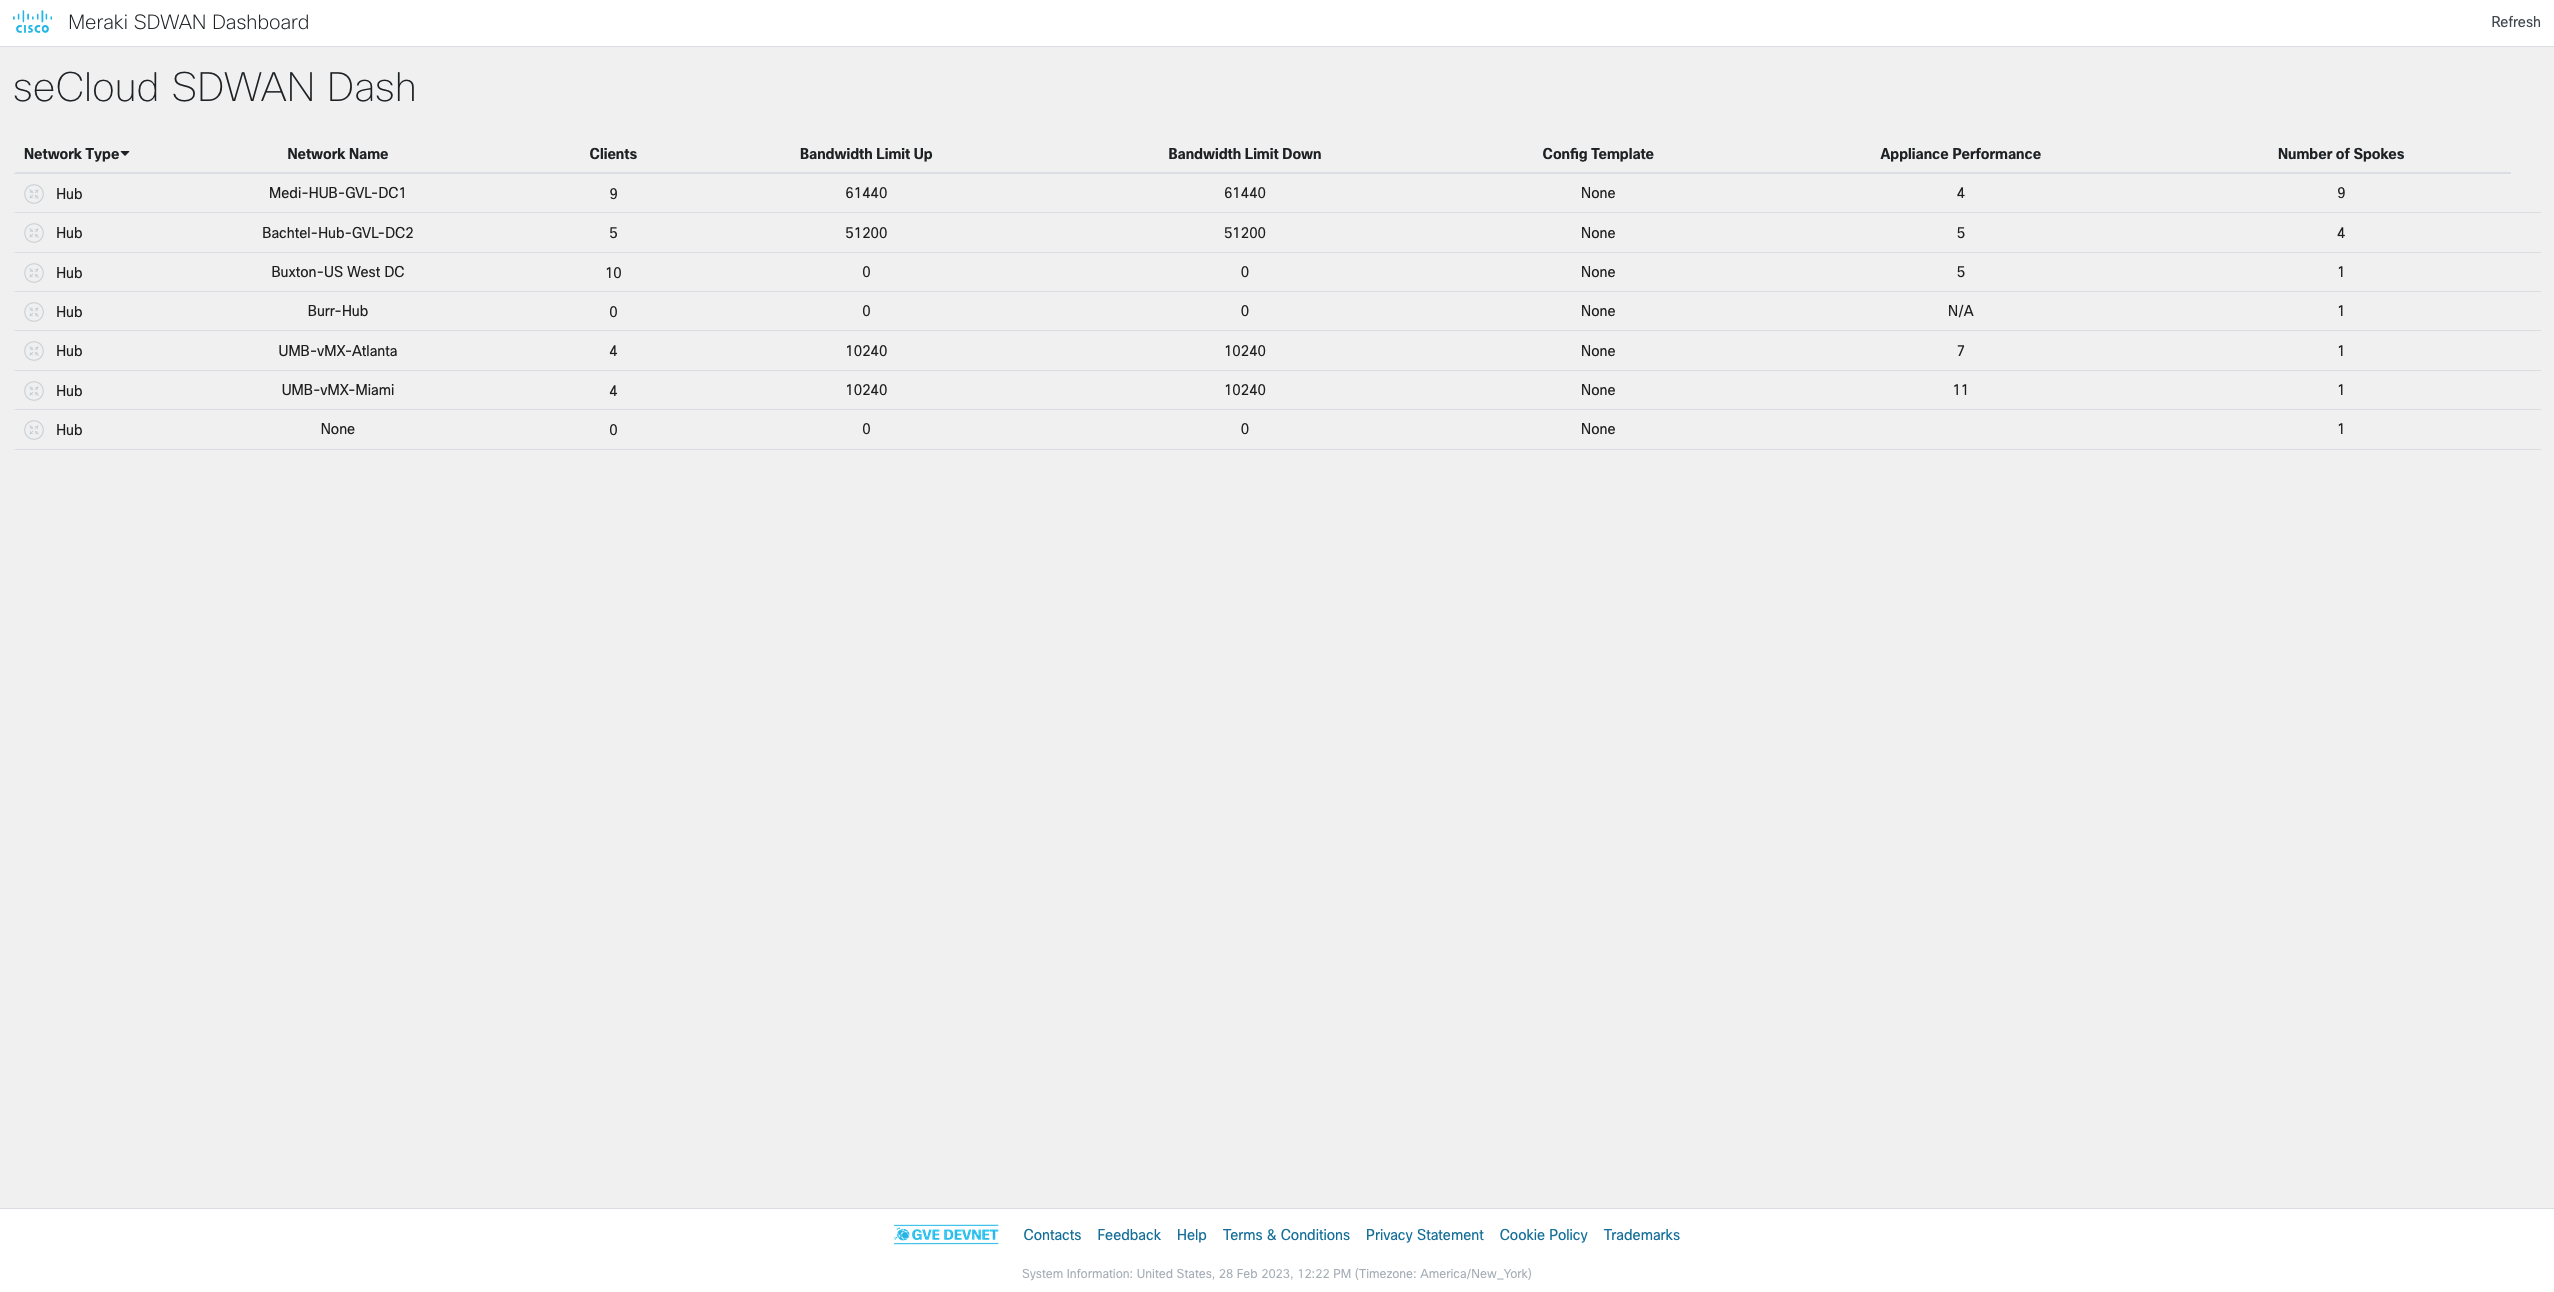 CISCO Meraki SDWAN Dashboard Refresh
seCloud SDWAN Dash
Network Type Network Name Clients Bandwidth Limit Up Bandwidth Limit Down Config Template Appliance Performance Number of Spokes
Hub Medi-HUB-GVL-DC1 9 61440 61440 None 4 9
Hub Bachtel-Hub-GVL-DC2 5 51200 51200 None 5 4
Hub Buxton-US West DC 10 0 0 None 5 1
Hub Burr-Hub 0 0 0 None N/A 1
Hub UMB-vMX-Atlanta 4 10240 10240 None 7 1
Hub UMB-vMX-Miami 4 10240 10240 None 11 1
Hub None 0 0 0 None 1
GVE DEVNET Contacts Feedback Help Terms & Conditions Privacy Statement Cookie Policy Trademarks
System Information: United States, 28 Feb 2023, 12:22 PM (Timezone: America/New_York)